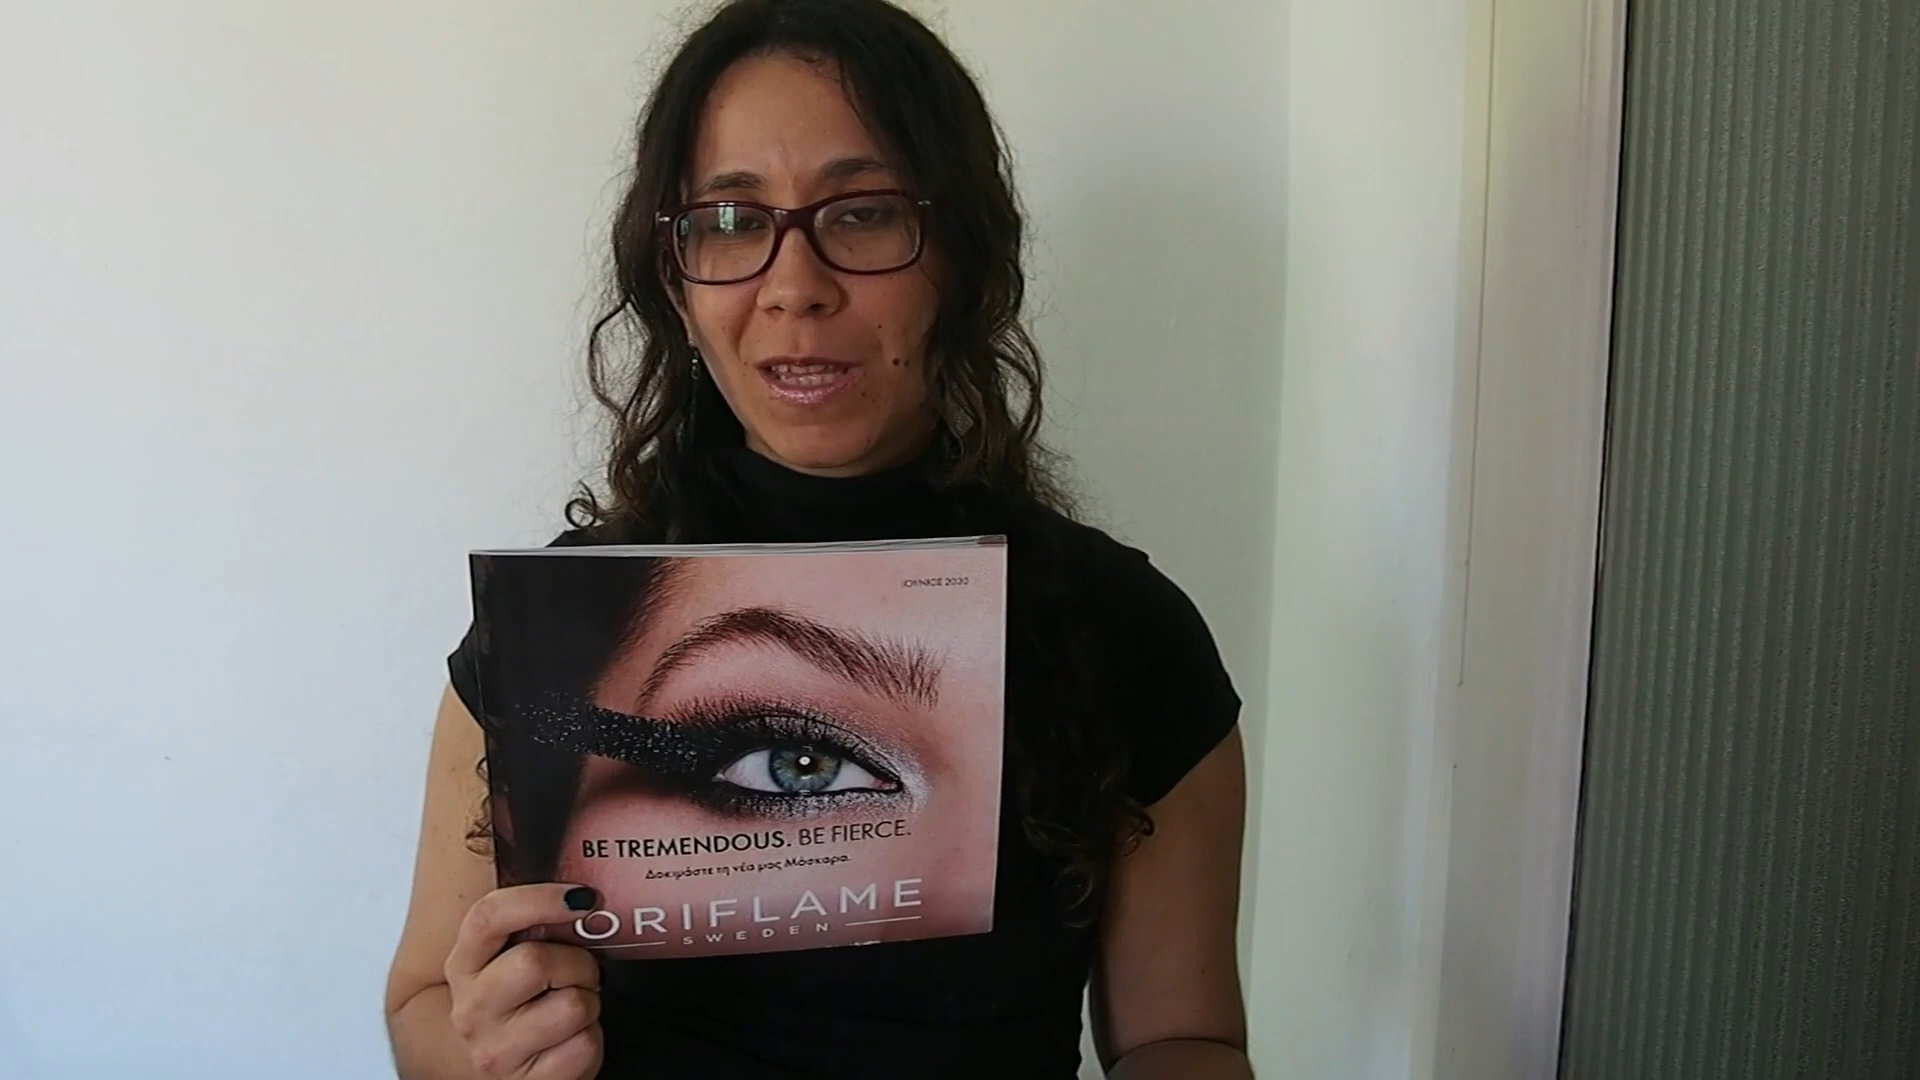 ΙΟΥΝΙΟΣ 2020
BE TREMENDOUS. BE FIERCE.
Δοκιμάστε τη νέα μας Μάσκαρα.
ORIFLAME
SWEDEN